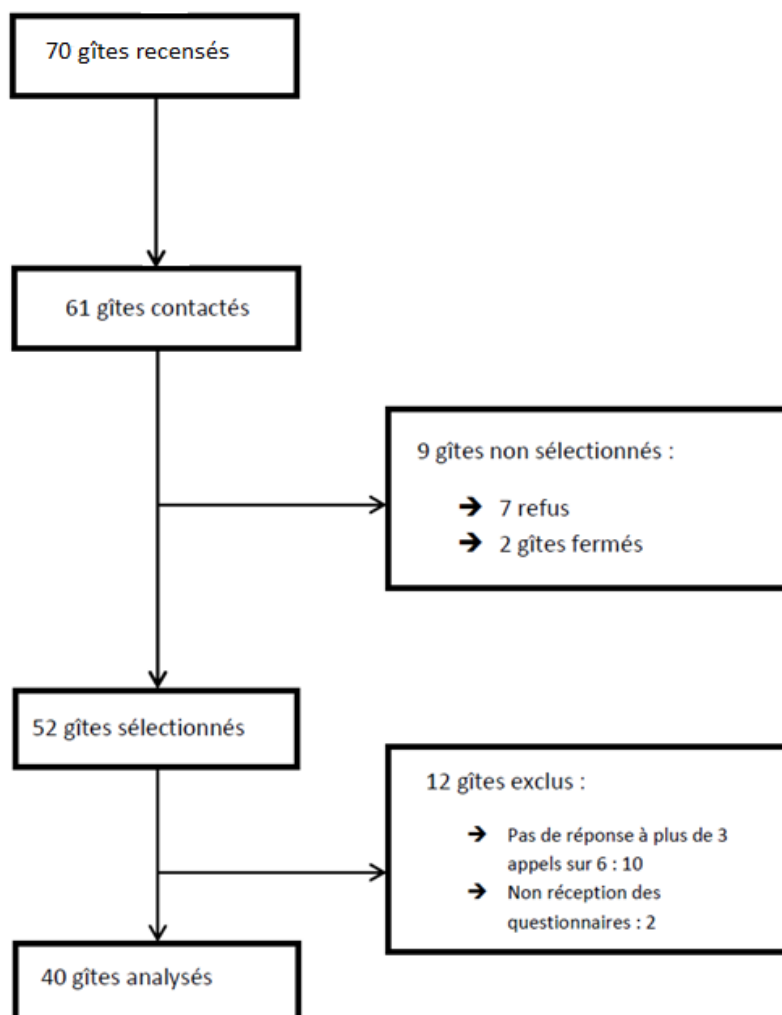 70 gîtes recensés
61 gîtes contactés
9 gîtes non sélectionnés :
➔ 7 refus
➔ 2 gîtes fermés
52 gîtes sélectionnés
12 gîtes exclus :
➔ Pas de réponse à plus de 3
appels sur 6 : 10
➔ Non réception des
questionnaires : 2
40 gîtes analysés